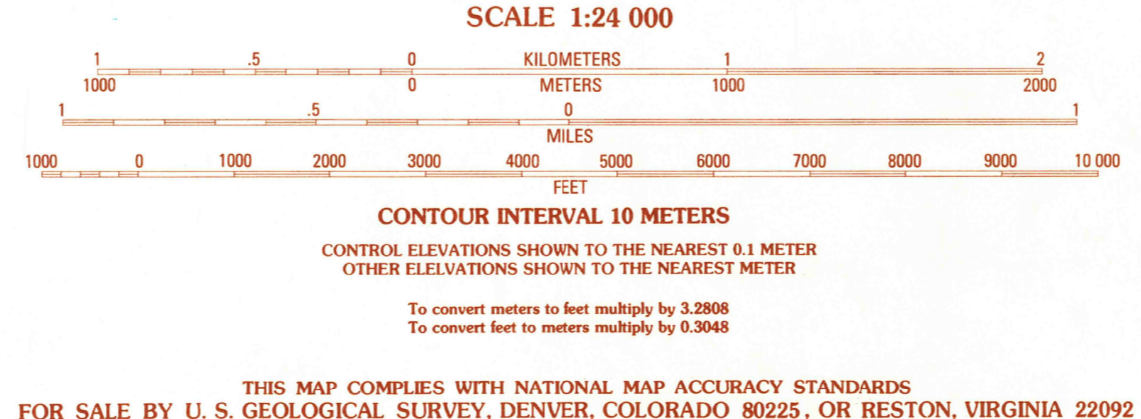 SCALE 1:24 000
1 .5 0 KILOMETERS 1 2
1000 0 METERS 1000 2000
1 .5 0 1
MILES
1000 0 1000 2000 3000 4000 5000 6000 7000 8000 9000 10 000
FEET
CONTOUR INTERVAL 10 METERS
CONTROL ELEVATIONS SHOWN TO THE NEAREST 0.1 METER
OTHER ELELVATIONS SHOWN TO THE NEAREST METER
To convert meters to feet multiply by 3.2808
To convert feet to meters multiply by 0.3048
THIS MAP COMPLIES WITH NATIONAL MAP ACCURACY STANDARDS
FOR SALE BY U. S. GEOLOGICAL SURVEY, DENVER, COLORADO 80225, OR RESTON, VIRGINIA 22092